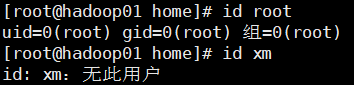 [root@hadoop01 home]# id root
uid=0(root) gid=0(root) 组=0(root)
[root@hadoop01 home]# id xm
id: xm: 无此用户